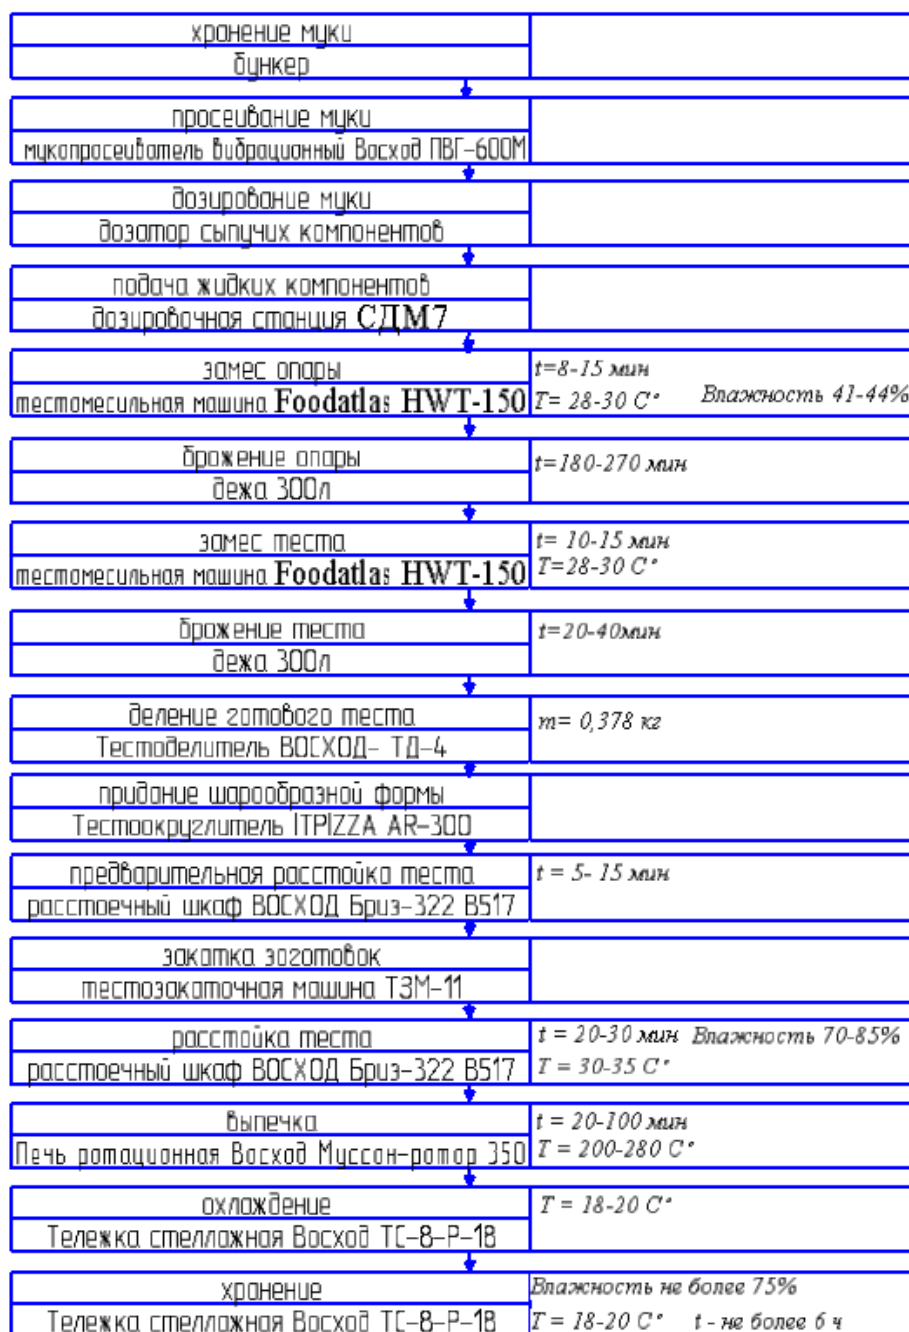 хранение муки
бункер
просеивание муки
мукопросеиватель вибрационный Восход ПВГ-600М
дозирование муки
дозатор сыпучих компонентов
подача жидких компонентов
дозировочная станция СДМ7
замес опары
t=8-15 мин
тестомесильная машина Foodatlas HWT-150
T= 28-30 C° Влажность 41-44%
брожение опары
t=180-270 мин
дежа 300л
замес теста
t= 10-15 мин
тестомесильная машина Foodatlas HWT-150
T=28-30 C°
брожение теста
t=20-40мин
дежа 300л
деление готового теста
m= 0,378 кг
Тестоделитель ВОСХОД- ТД-4
придание шарообразной формы
Тестоокруглитель ITPIZZA AR-300
предварительная расстойка теста
t = 5- 15 мин
расстоечный шкаф ВОСХОД Бриз-322 В517
закатка заготовок
тестозакаточная машина ТЗМ-11
расстойка теста
t = 20-30 мин Влажность 70-85%
расстоечный шкаф ВОСХОД Бриз-322 В517
T = 30-35 C°
выпечка
t = 20-100 мин
Печь ротационная Восход Муссон-ротор 350
T = 200-280 C°
охлаждение
T = 18-20 C°
Тележка стеллажная Восход ТС-8-Р-18
хранение
Влажность не более 75%
Тележка стеллажная Восход ТС-8-Р-18
T = 18-20 C° t - не более 6 ч